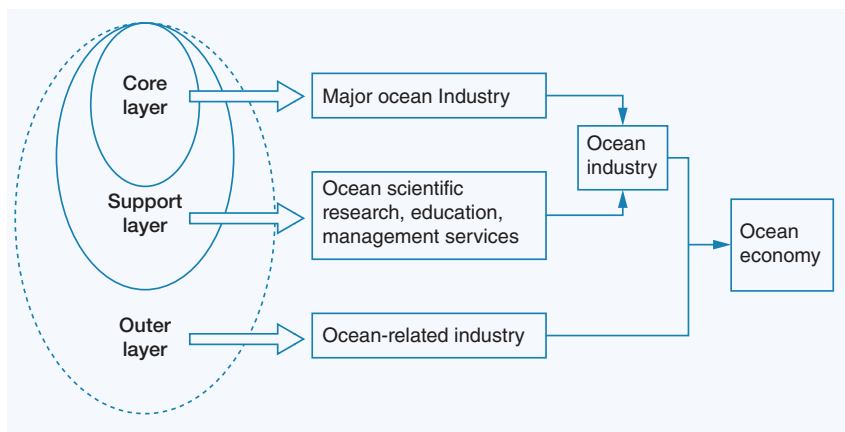 Core
layer
Major ocean Industry
Ocean
industry
Support
layer
Ocean scientific
research, education,
management services
Ocean
economy
Outer
layer
Ocean-related industry